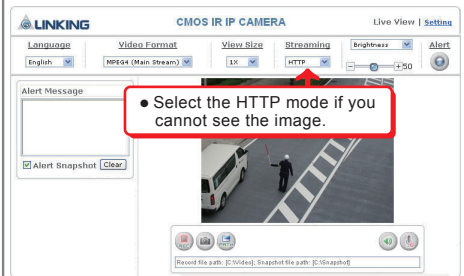 LINKING
CMOS IR IP CAMERA
Live View | Setting
Language Video Format View Size Streaming Brightness Alert
English MPEG4 (Main Stream) 1X HTTP 50
Alert Message
• Select the HTTP mode if you
cannot see the image.
Alert Snapshot Clear
Record file path: [C:\Video]; Snapshot file path: [C:\Snapshot]